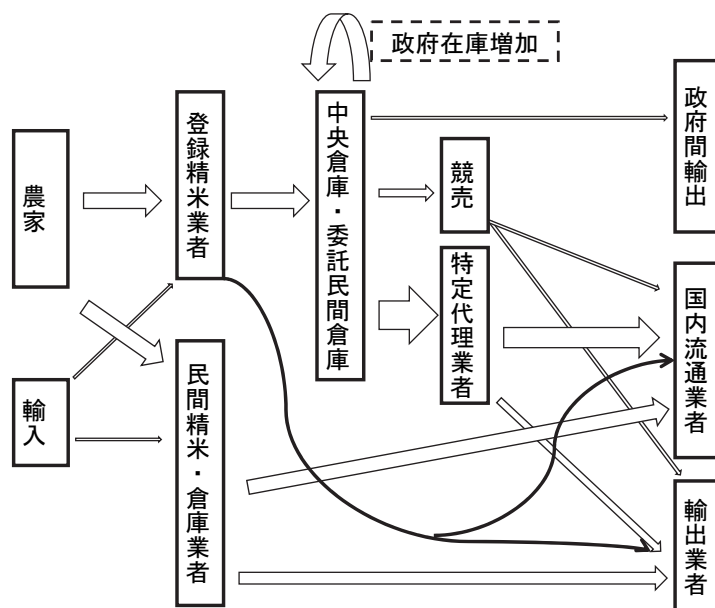 政府在庫増加
農家
輸入
登録精米業者
民間精米・倉庫業者
中央倉庫・委託民間倉庫
競売
特定代理業者
政府間輸出
国内流通業者
輸出業者